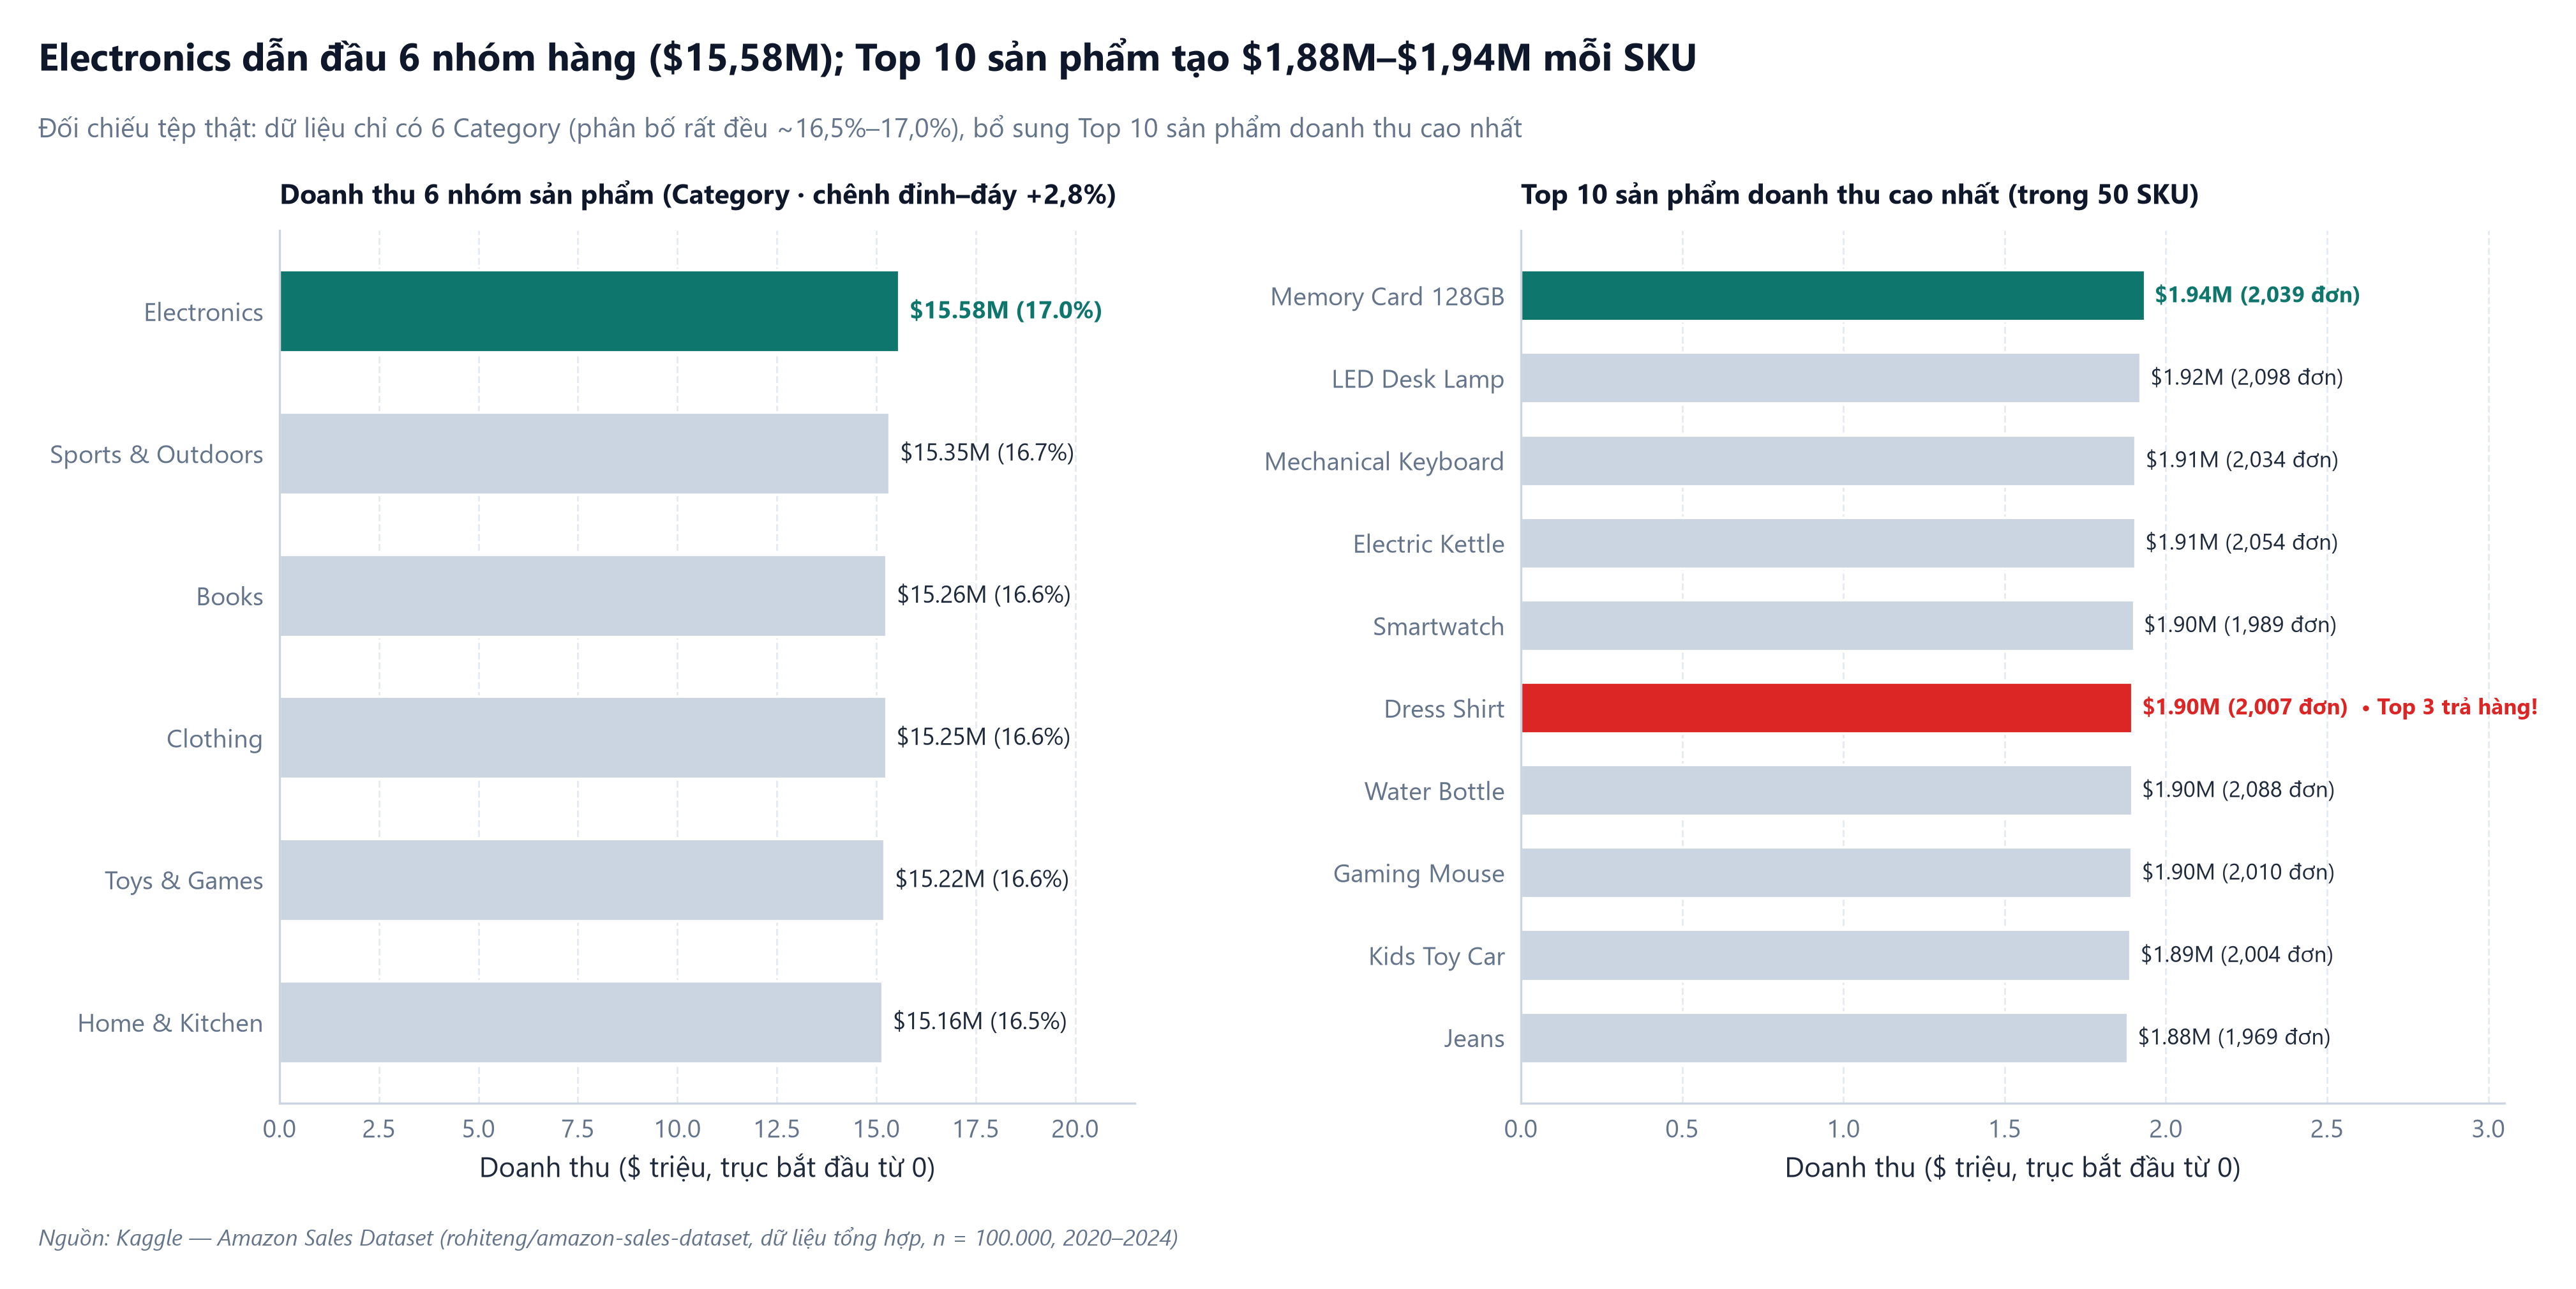 Electronics dẫn đầu 6 nhóm hàng ($15,58M); Top 10 sản phẩm tạo $1,88M–$1,94M mỗi SKU
Đối chiếu tệp thật: dữ liệu chỉ có 6 Category (phân bố rất đều ~16,5%–17,0%), bổ sung Top 10 sản phẩm doanh thu cao nhất
Doanh thu 6 nhóm sản phẩm (Category · chênh đỉnh–đáy +2,8%)
Electronics $15.58M (17.0%)
Sports & Outdoors $15.35M (16.7%)
Books $15.26M (16.6%)
Clothing $15.25M (16.6%)
Toys & Games $15.22M (16.6%)
Home & Kitchen $15.16M (16.5%)
0.0 2.5 5.0 7.5 10.0 12.5 15.0 17.5 20.0
Doanh thu ($ triệu, trục bắt đầu từ 0)
Top 10 sản phẩm doanh thu cao nhất (trong 50 SKU)
Memory Card 128GB $1.94M (2,039 đơn)
LED Desk Lamp $1.92M (2,098 đơn)
Mechanical Keyboard $1.91M (2,034 đơn)
Electric Kettle $1.91M (2,054 đơn)
Smartwatch $1.90M (1,989 đơn)
Dress Shirt $1.90M (2,007 đơn) • Top 3 trả hàng!
Water Bottle $1.90M (2,088 đơn)
Gaming Mouse $1.90M (2,010 đơn)
Kids Toy Car $1.89M (2,004 đơn)
Jeans $1.88M (1,969 đơn)
0.0 0.5 1.0 1.5 2.0 2.5 3.0
Doanh thu ($ triệu, trục bắt đầu từ 0)
Nguồn: Kaggle — Amazon Sales Dataset (rohiteng/amazon-sales-dataset, dữ liệu tổng hợp, n = 100.000, 2020–2024)